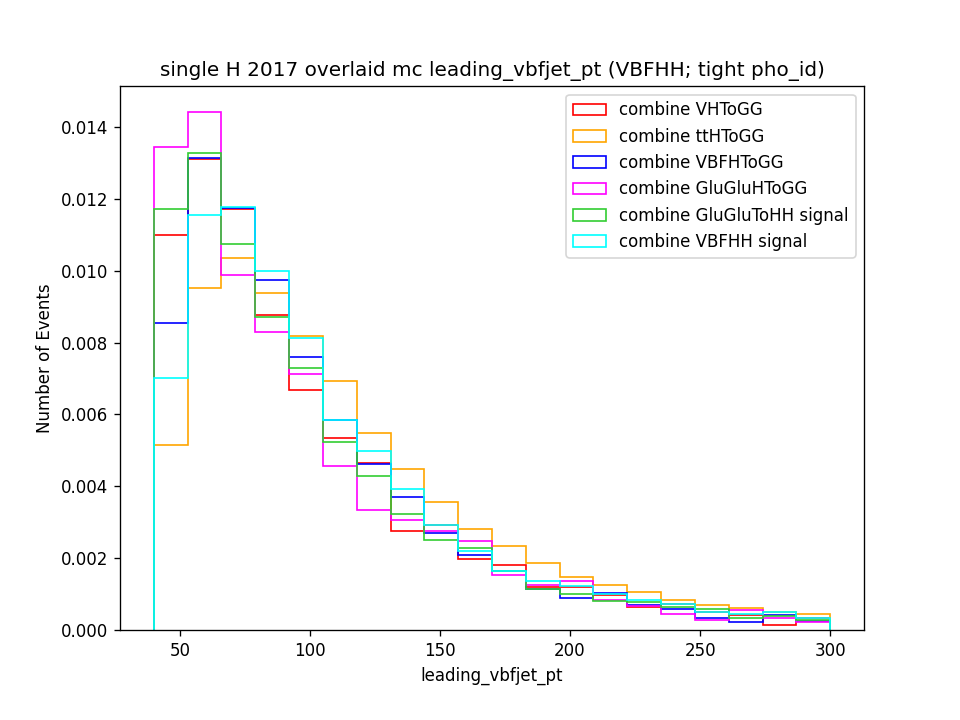 single H 2017 overlaid mc leading_vbfjet_pt (VBFHH; tight pho_id)
combine VHToGG
combine ttHToGG
combine VBFHToGG
combine GluGluHToGG
combine GluGluToHH signal
combine VBFHH signal
Number of Events
0.014
0.012
0.010
0.008
0.006
0.004
0.002
0.000
50 100 150 200 250 300
leading_vbfjet_pt